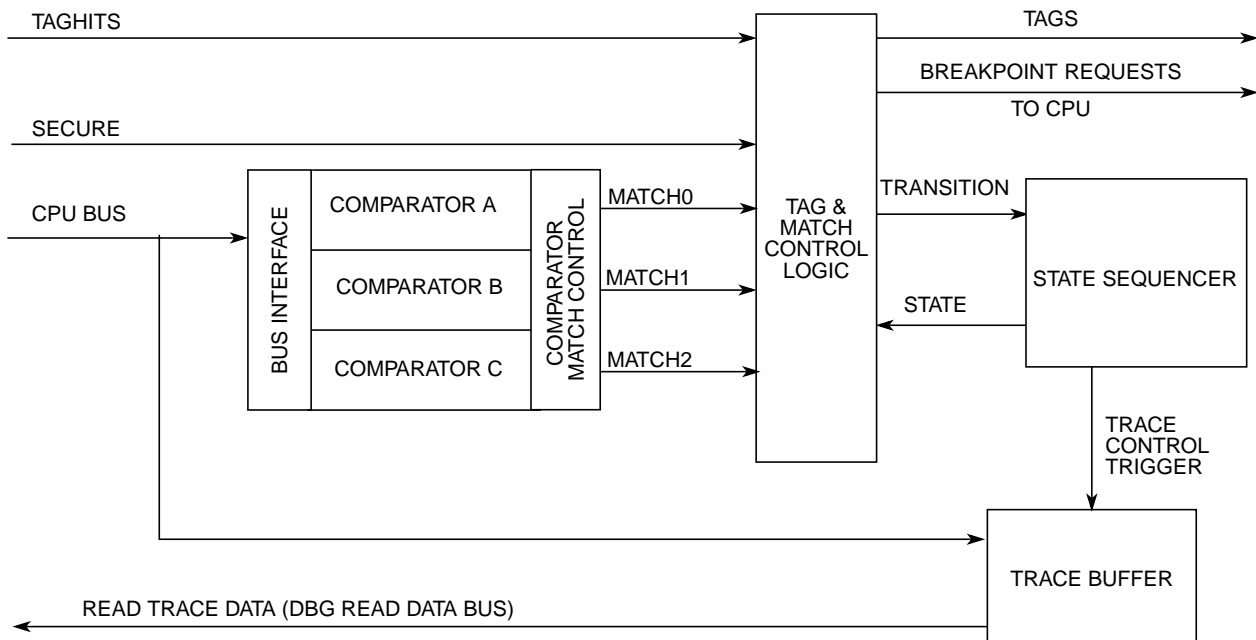 TAGHITS
TAGS
BREAKPOINT REQUESTS
TO CPU
SECURE
CPU BUS
BUS INTERFACE
COMPARATOR A
COMPARATOR B
COMPARATOR C
COMPARATOR
MATCH CONTROL
MATCH0
MATCH1
MATCH2
TAG &
MATCH
CONTROL
LOGIC
TRANSITION
STATE
STATE SEQUENCER
TRACE
CONTROL
TRIGGER
TRACE BUFFER
READ TRACE DATA (DBG READ DATA BUS)